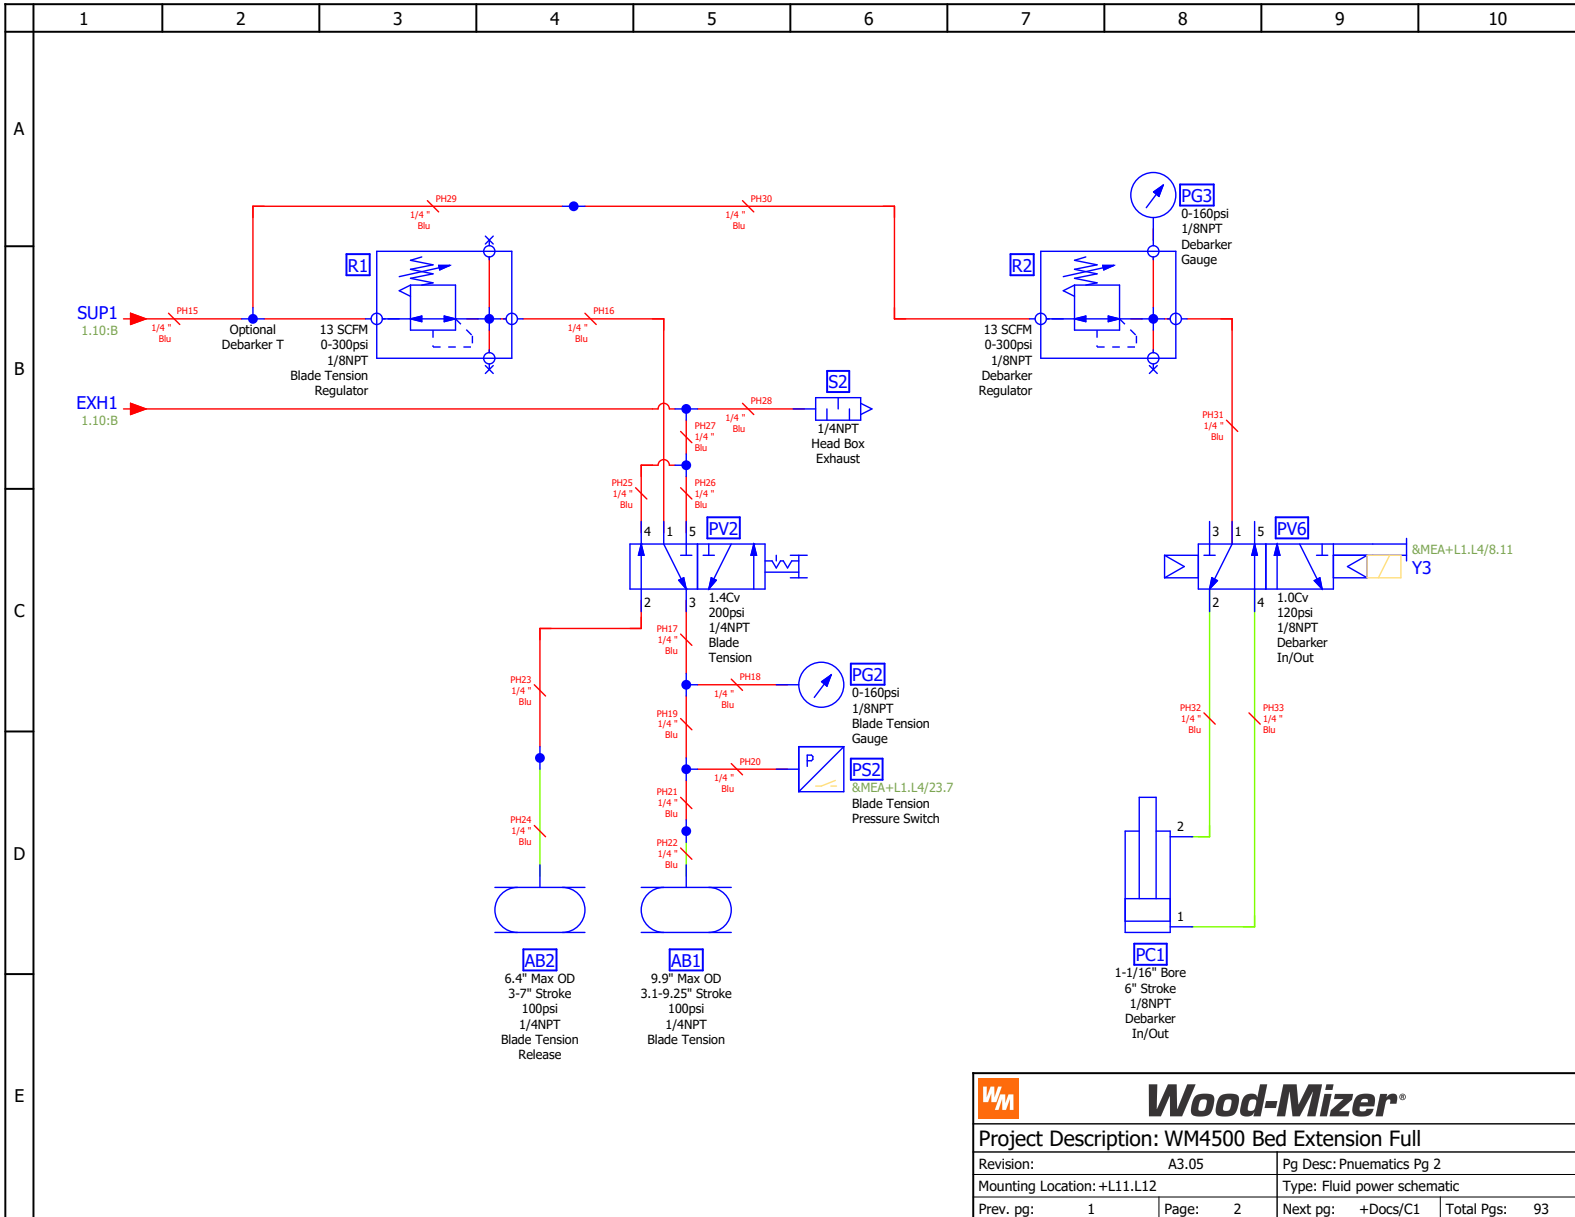 1 2 3 4 5 6 7 8 9 10
A
B
C
D
E
PH29
1/4 "
Blu
PH30
1/4 "
Blu
PG3
0-160psi
1/8NPT
Debarker
Gauge
SUP1
1.10:B
PH15
1/4 "
Blu
Optional
Debarker T
R1
13 SCFM
0-300psi
1/8NPT
Blade Tension
Regulator
PH16
1/4 "
Blu
R2
13 SCFM
0-300psi
1/8NPT
Debarker
Regulator
EXH1
1.10:B
PH28
1/4 "
Blu
S2
1/4NPT
Head Box
Exhaust
PH27
1/4 "
Blu
PH25
1/4 "
Blu
PH26
1/4 "
Blu
PH31
1/4 "
Blu
4 1 5
PV2
2 3
1.4Cv
200psi
1/4NPT
Blade
Tension
3 1 5
PV6
&MEA+L1.L4/8.11
Y3
2 4
1.0Cv
120psi
1/8NPT
Debarker
In/Out
PH17
1/4 "
Blu
PH23
1/4 "
Blu
PH18
1/4 "
Blu
PG2
0-160psi
1/8NPT
Blade Tension
Gauge
PH19
1/4 "
Blu
PH32
1/4 "
Blu
PH33
1/4 "
Blu
PH20
1/4 "
Blu
P
PS2
&MEA+L1.L4/23.7
Blade Tension
Pressure Switch
PH21
1/4 "
Blu
PH24
1/4 "
Blu
PH22
1/4 "
Blu
2
1
AB2
6.4" Max OD
3-7" Stroke
100psi
1/4NPT
Blade Tension
Release
AB1
9.9" Max OD
3.1-9.25" Stroke
100psi
1/4NPT
Blade Tension
PC1
1-1/16" Bore
6" Stroke
1/8NPT
Debarker
In/Out
WM Wood-Mizer®
Project Description: WM4500 Bed Extension Full
Revision: A3.05 Pg Desc: Pnuematics Pg 2
Mounting Location: +L11.L12 Type: Fluid power schematic
Prev. pg: 1 Page: 2 Next pg: +Docs/C1 Total Pgs: 93